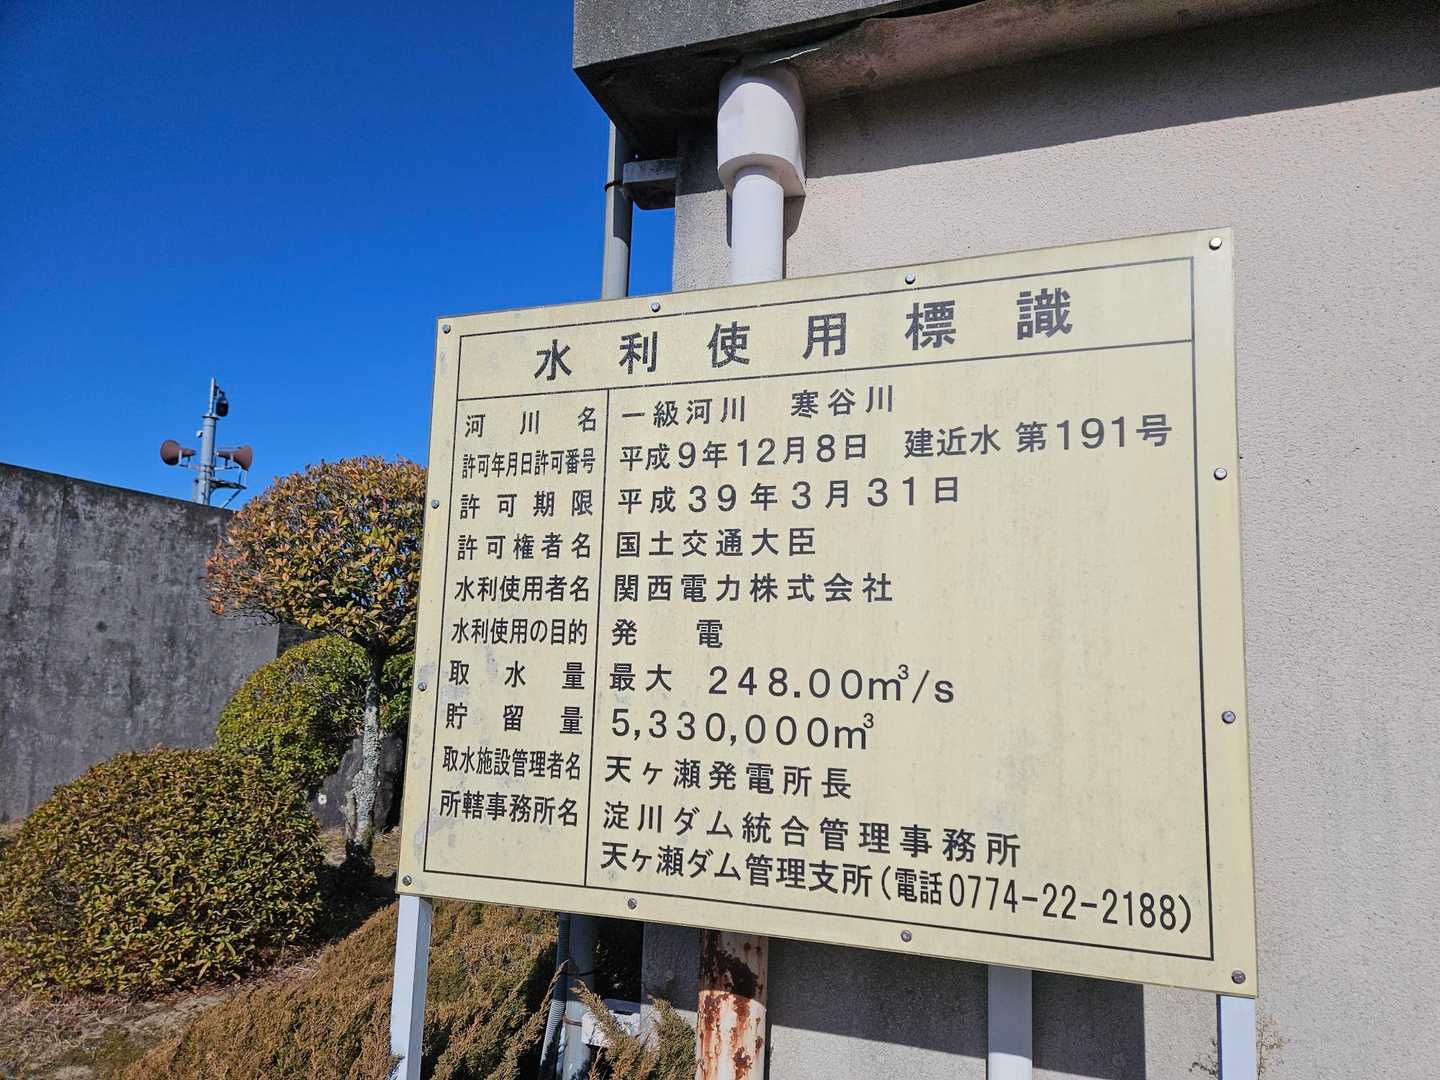 水利使用標識
河川名 一級河川 寒谷川
許可年月日許可番号 平成9年12月8日 建近水 第191号
許可期限 平成39年3月31日
許可権者名 国土交通大臣
水利使用者名 関西電力株式会社
水利使用の目的 発電
取水量 最大 248.00m³/s
貯留量 5,330,000m³
取水施設管理者名 天ヶ瀬発電所長
所轄事務所名 淀川ダム統合管理事務所
天ヶ瀬ダム管理支所(電話0774-22-2188)